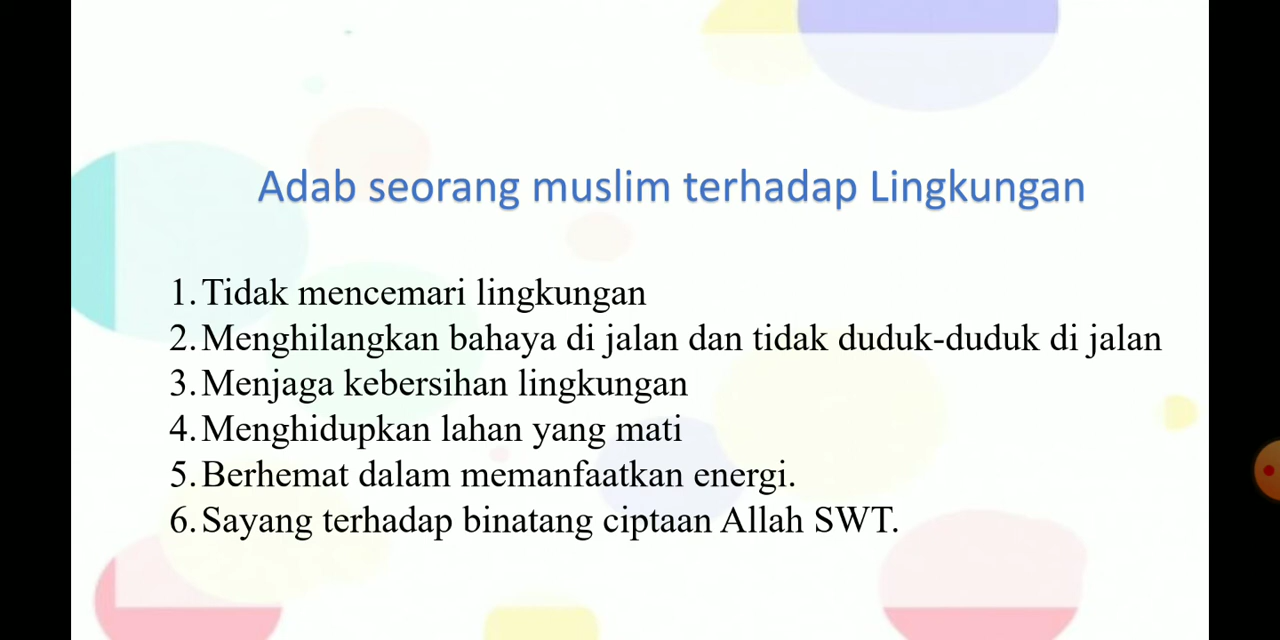 Adab seorang muslim terhadap Lingkungan
1. Tidak mencemari lingkungan
2. Menghilangkan bahaya di jalan dan tidak duduk-duduk di jalan
3. Menjaga kebersihan lingkungan
4. Menghidupkan lahan yang mati
5. Berhemat dalam memanfaatkan energi.
6. Sayang terhadap binatang ciptaan Allah SWT.